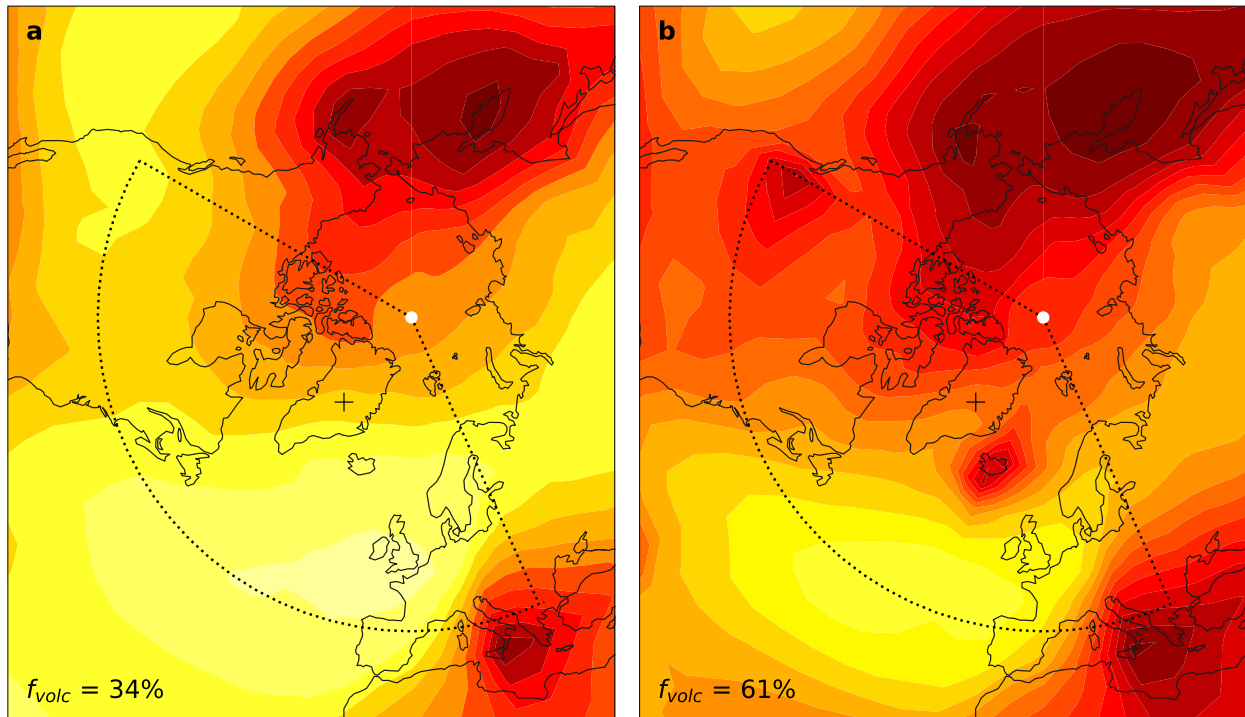 a
b
f_volc = 34%
f_volc = 61%